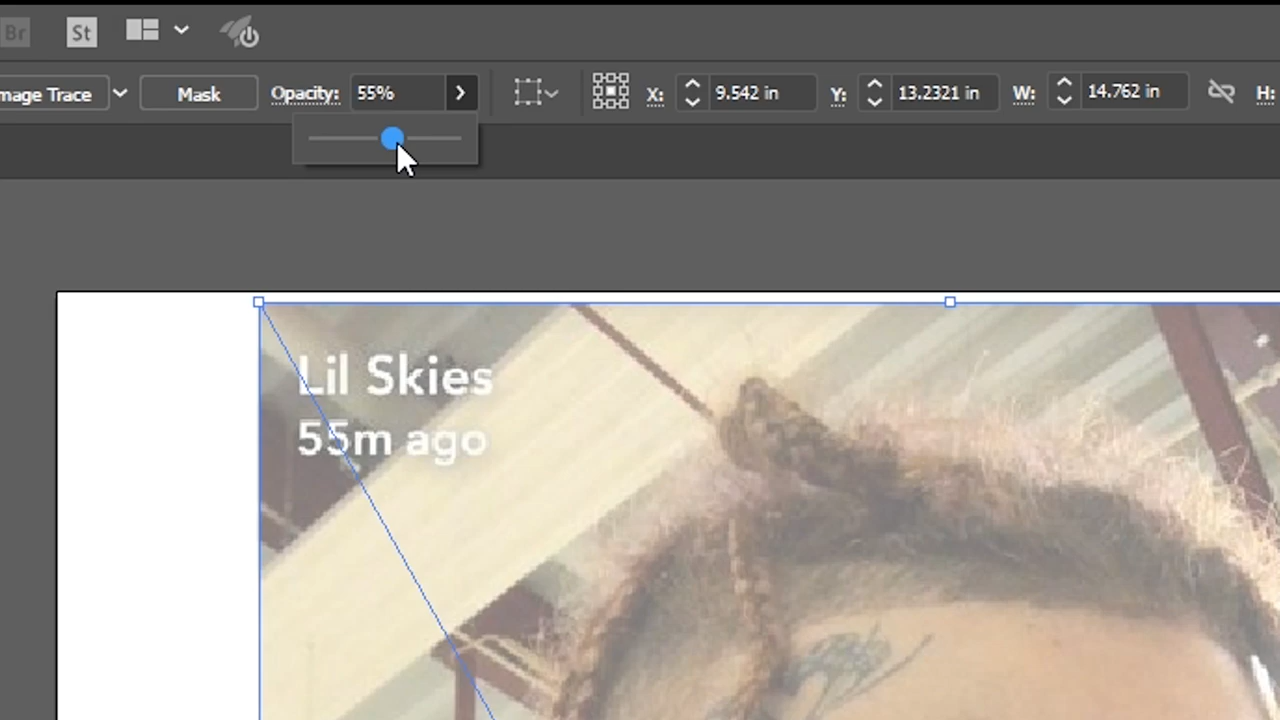 Br St
mage Trace Mask Opacity: 55% X: 9.542 in Y: 13.2321 in W: 14.762 in H:
Lil Skies
55m ago